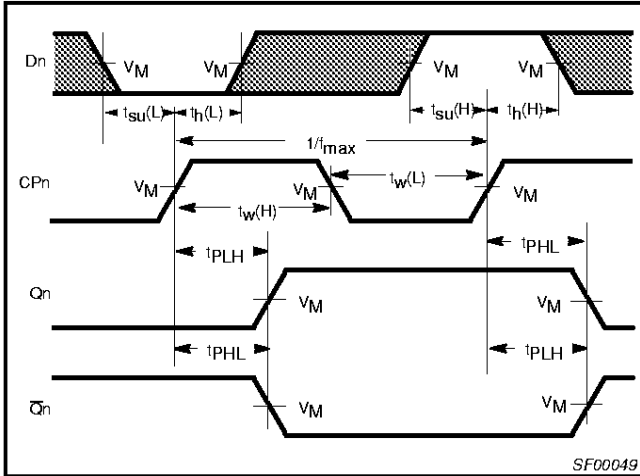 Dn
VM VM VM VM
tsu(L) th(L) tsu(H) th(H)
1/fmax
CPn VM VM tw(L) VM
tw(H)
tPLH tPHL
Qn VM VM
tPHL tPLH
Q̅n VM VM
SF00049